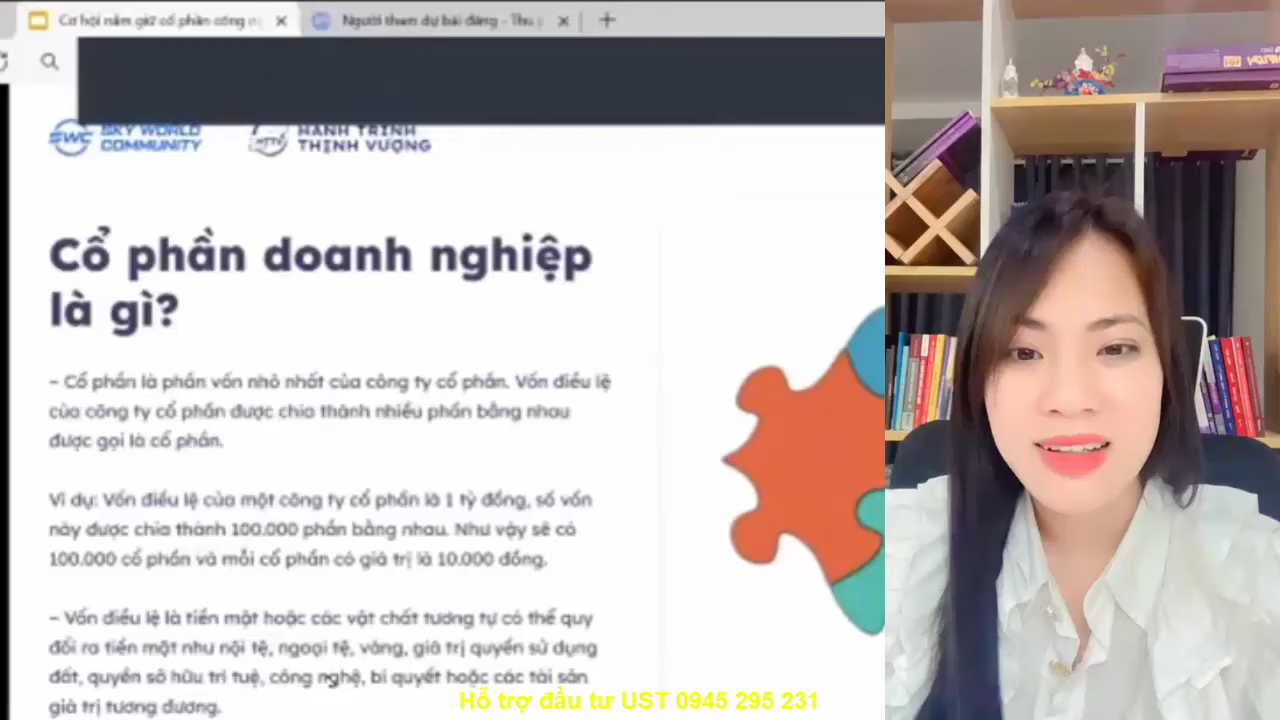 Cơ hội nắm giữ cổ phần công n
Người tham dự bài đăng - Thu
SWC SKY WORLD COMMUNITY
HTTV HÀNH TRÌNH THỊNH VƯỢNG
Cổ phần doanh nghiệp
là gì?
– Cổ phần là phần vốn nhỏ nhất của công ty cổ phần. Vốn điều lệ
của công ty cổ phần được chia thành nhiều phần bằng nhau
được gọi là cổ phần.
Ví dụ: Vốn điều lệ của một công ty cổ phần là 1 tỷ đồng, số vốn
này được chia thành 100.000 phần bằng nhau. Như vậy sẽ có
100.000 cổ phần và mỗi cổ phần có giá trị là 10.000 đồng.
– Vốn điều lệ là tiền mặt hoặc các vật chất tương tự có thể quy
đổi ra tiền mặt như nội tệ, ngoại tệ, vàng, giá trị quyền sử dụng
đất, quyền sở hữu trí tuệ, công nghệ, bí quyết hoặc các tài sản
giá trị tương đương.
Hỗ trợ đầu tư UST 0945 295 231